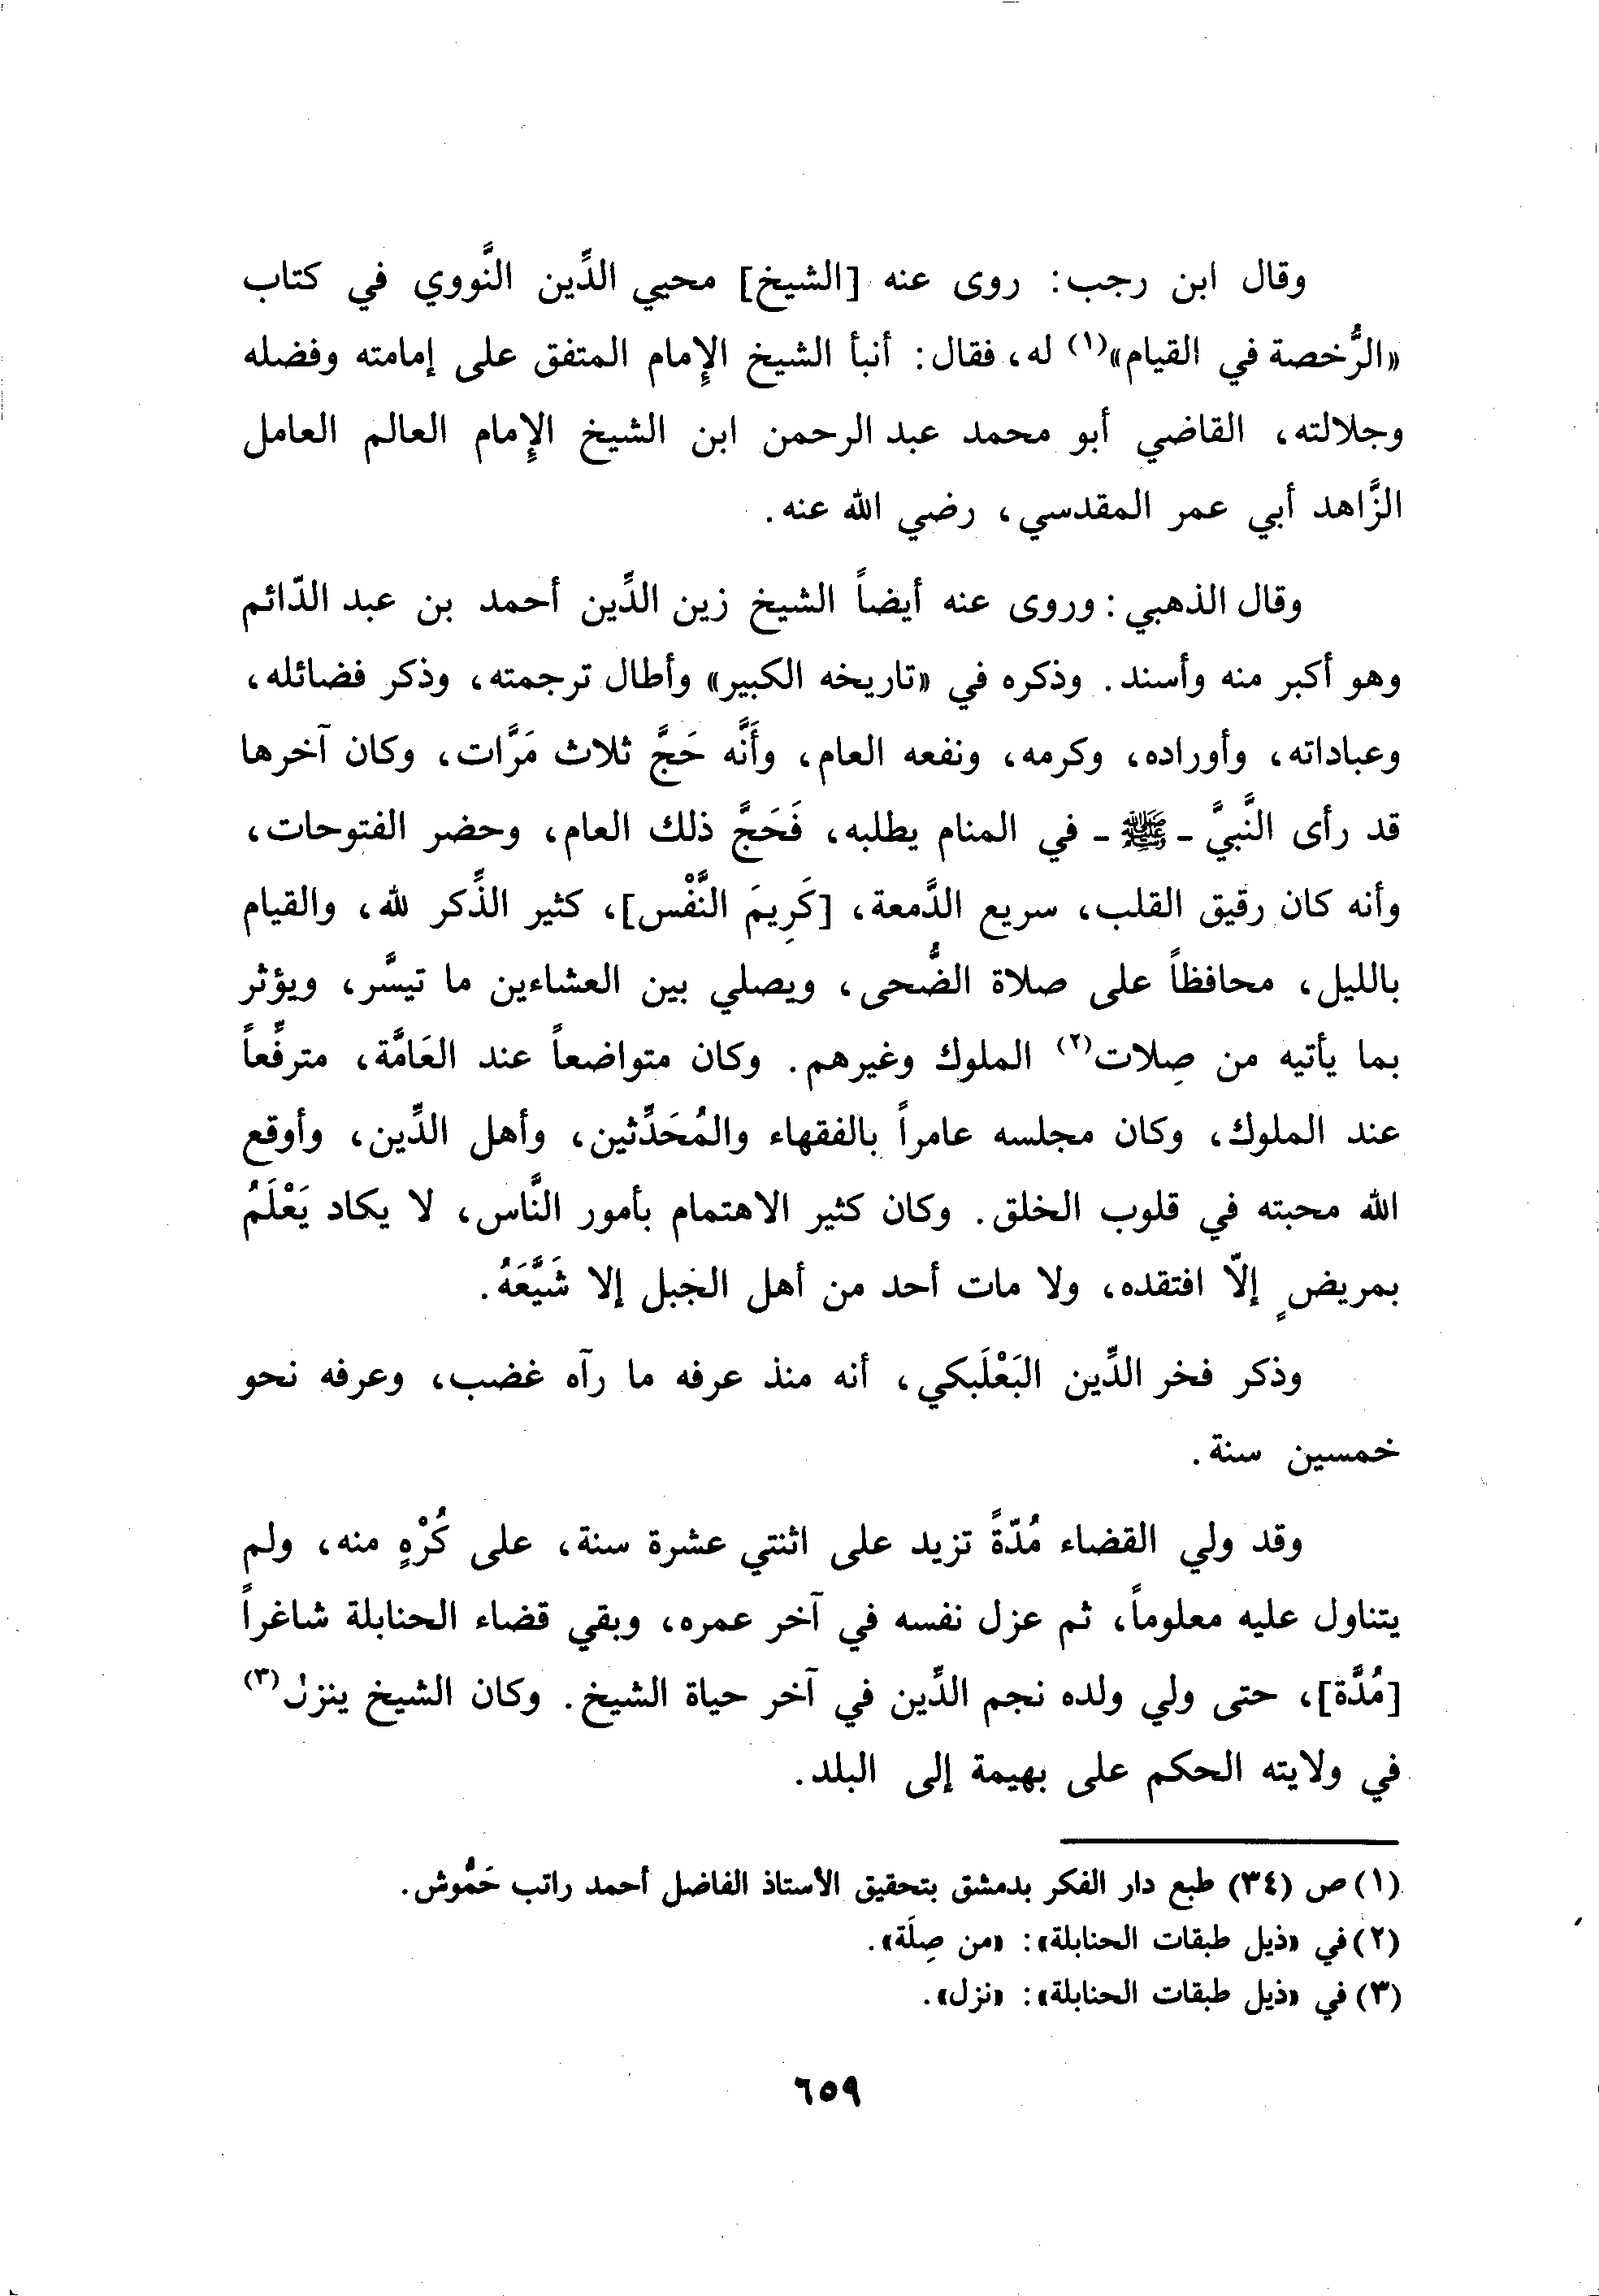 وقال ابن رجب: روى عنه [الشيخ] محيي الدِّين النَّووي في كتاب
«الرُّخصة في القيام»(١) له، فقال: أنبأ الشيخ الإِمام المتفق على إمامته وفضله
وجلالته، القاضي أبو محمد عبد الرحمن ابن الشيخ الإِمام العالم العامل
الزَّاهد أبي عمر المقدسي، رضي الله عنه.
وقال الذهبي: وروى عنه أيضاً الشيخ زين الدِّين أحمد بن عبد الدّائم
وهو أكبر منه وأسند. وذكره في «تاريخه الكبير» وأطال ترجمته، وذكر فضائله،
وعباداته، وأوراده، وكرمه، ونفعه العام، وأَنَّه حَجَّ ثلاث مَرَّات، وكان آخرها
قد رأى النَّبيَّ - ﷺ - في المنام يطلبه، فَحَجَّ ذلك العام، وحضر الفتوحات،
وأنه كان رقيق القلب، سريع الدَّمعة، [كَرِيمَ النَّفْس]، كثير الذِّكر لله، والقيام
بالليل، محافظاً على صلاة الضُّحى، ويصلي بين العشاءين ما تيسَّر، ويؤثر
بما يأتيه من صِلات(٢) الملوك وغيرهم. وكان متواضعاً عند العَامَّة، مترفِّعاً
عند الملوك، وكان مجلسه عامراً بالفقهاء والمُحَدِّثين، وأهل الدِّين، وأوقع
الله محبته في قلوب الخلق. وكان كثير الاهتمام بأمور النَّاس، لا يكاد يَعْلَمُ
بمريضٍ إلّا افتقده، ولا مات أحد من أهل الجبل إلا شَيَّعَهُ.
وذكر فخر الدِّين البَعْلَبكي، أنه منذ عرفه ما رآه غضب، وعرفه نحو
خمسين سنة.
وقد ولي القضاء مُدّةً تزيد على اثنتي عشرة سنة، على كُرْهٍ منه، ولم
يتناول عليه معلوماً، ثم عزل نفسه في آخر عمره، وبقي قضاء الحنابلة شاغراً
[مُدَّة]، حتى ولي ولده نجم الدِّين في آخر حياة الشيخ. وكان الشيخ ينزل(٣)
في ولايته الحكم على بهيمة إلى البلد.
(١) ص (٣٤) طبع دار الفكر بدمشق بتحقيق الأستاذ الفاضل أحمد راتب حَمُّوش.
(٢) في «ذيل طبقات الحنابلة»: «من صِلَة».
(٣) في «ذيل طبقات الحنابلة»: «نزل».
٦٥٩